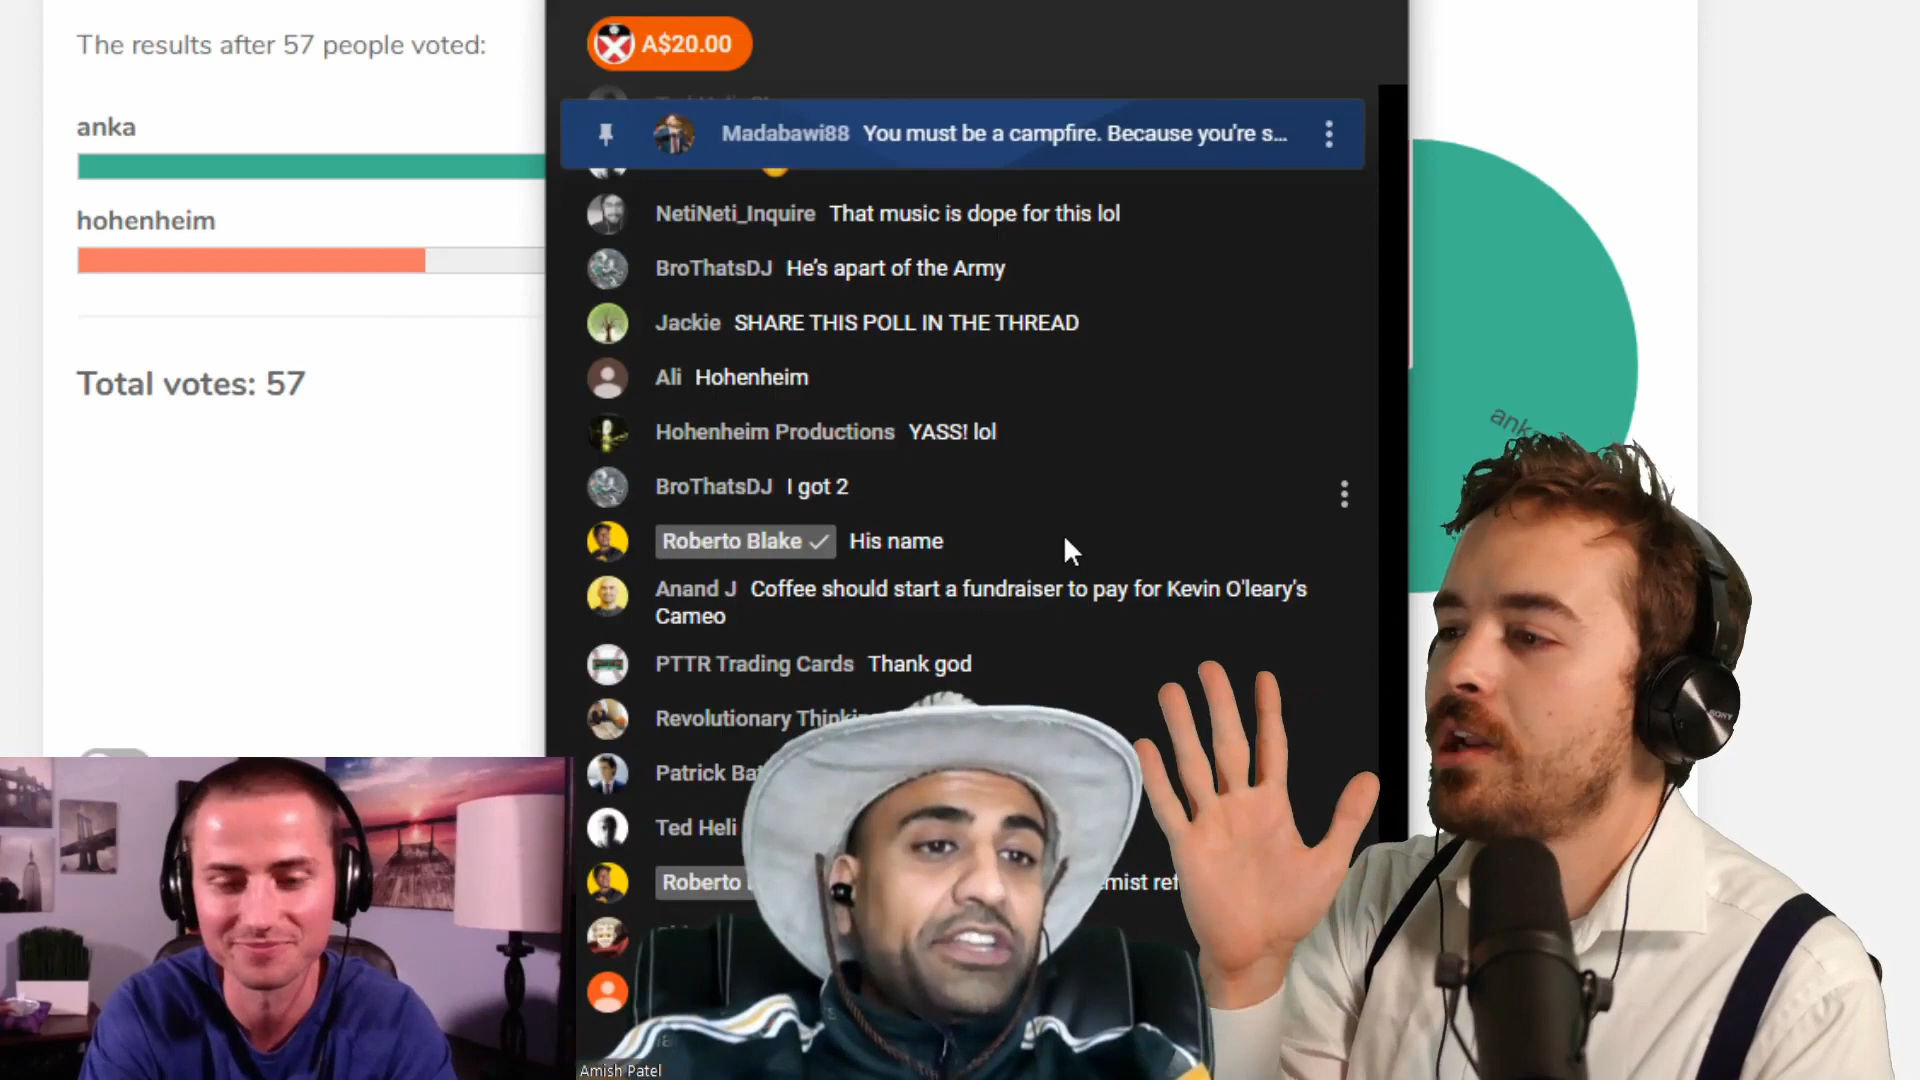 The results after 57 people voted:
anka
hohenheim
Total votes: 57
A$20.00
Madabawi88 You must be a campfire. Because you're s...
NetiNeti_Inquire That music is dope for this lol
BroThatsDJ He's apart of the Army
Jackie SHARE THIS POLL IN THE THREAD
Ali Hohenheim
Hohenheim Productions YASS! lol
BroThatsDJ I got 2
Roberto Blake His name
Anand J Coffee should start a fundraiser to pay for Kevin O'leary's
Cameo
PTTR Trading Cards Thank god
Revolutionary
Patrick
Ted Heli
Roberto
SONY
Amish Patel